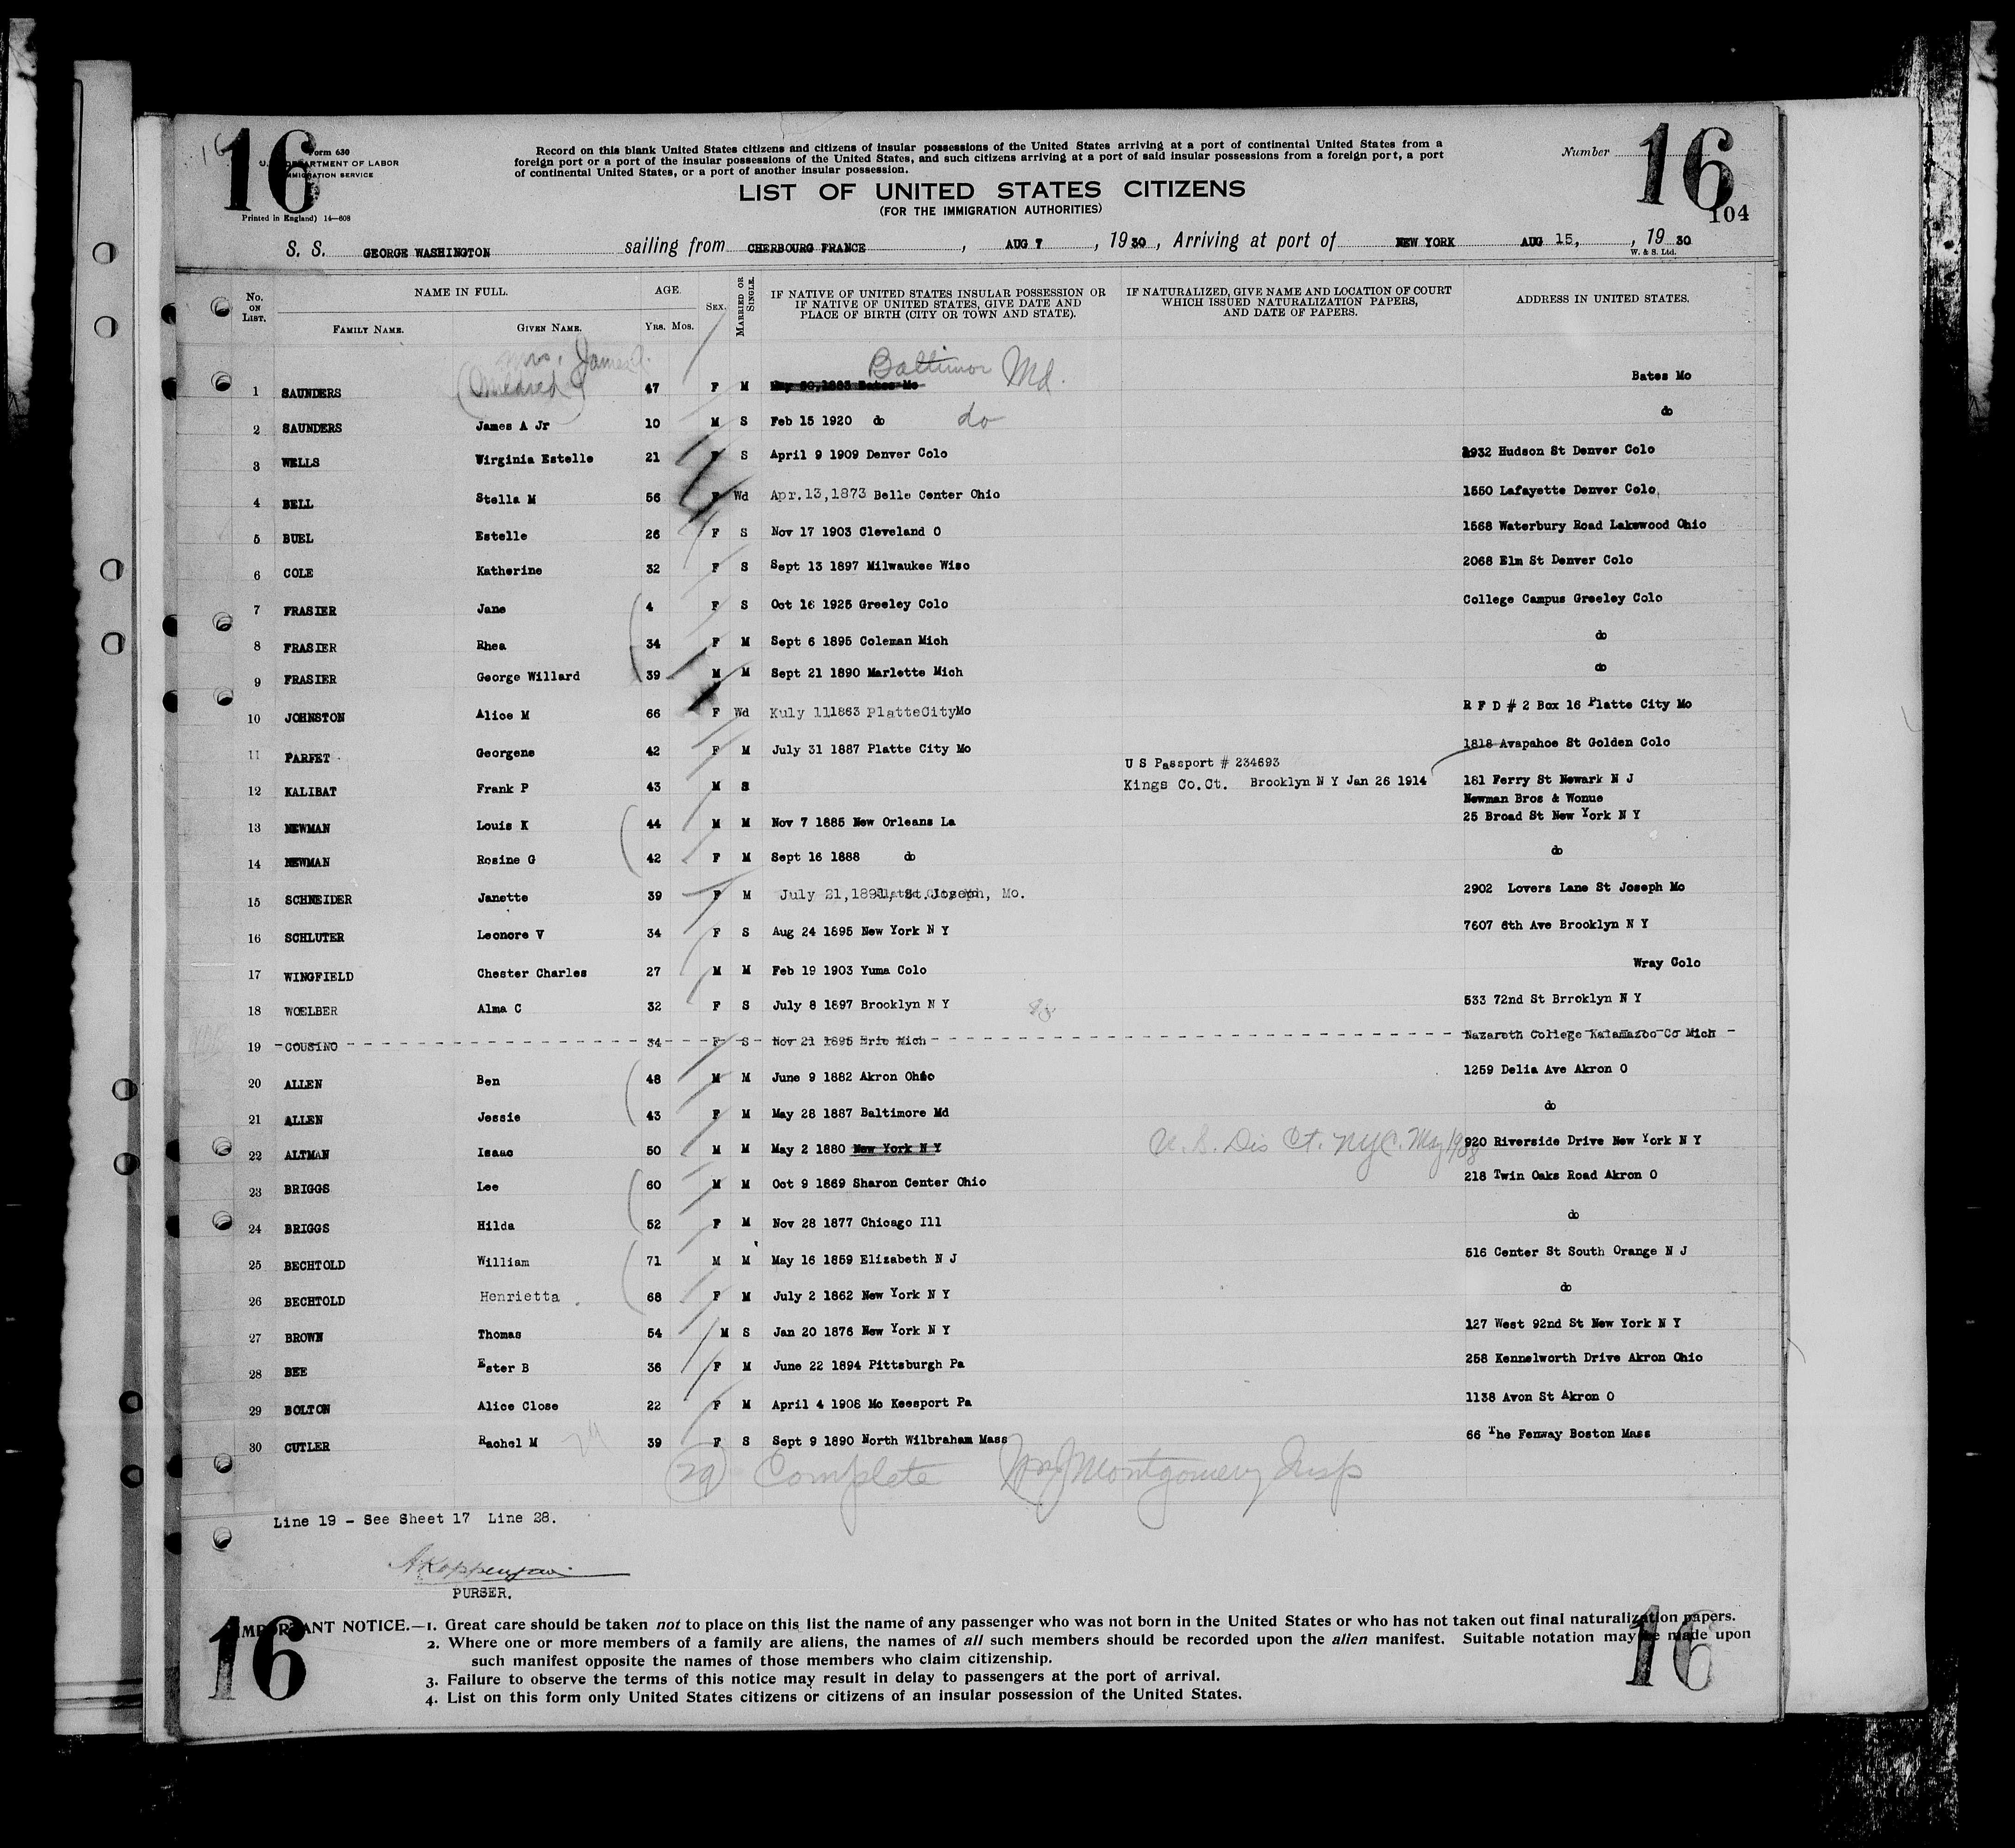 16
16
Form 630
U. S. DEPARTMENT OF LABOR
IMMIGRATION SERVICE
Printed in England) 14—608
Record on this blank United States citizens and citizens of insular possessions of the United States arriving at a port of continental United States from a
foreign port or a port of the insular possessions of the United States, and such citizens arriving at a port of said insular possessions from a foreign port, a port
of continental United States, or a port of another insular possession.
LIST OF UNITED STATES CITIZENS
(FOR THE IMMIGRATION AUTHORITIES)
Number
16
104
S. S. GEORGE WASHINGTON sailing from CHERBOURG FRANCE , AUG 7 , 1930 , Arriving at port of NEW YORK AUG 15, , 19 30
W. & S. Ltd.
No. ON LIST. NAME IN FULL. FAMILY NAME. GIVEN NAME. AGE. YRS. MOS. SEX. MARRIED OR SINGLE. IF NATIVE OF UNITED STATES INSULAR POSSESSION OR IF NATIVE OF UNITED STATES, GIVE DATE AND PLACE OF BIRTH (CITY OR TOWN AND STATE). IF NATURALIZED, GIVE NAME AND LOCATION OF COURT WHICH ISSUED NATURALIZATION PAPERS, AND DATE OF PAPERS. ADDRESS IN UNITED STATES.
Mrs. James A. Baltimor Md.
1 SAUNDERS (Mildred) 47 F M May 20,1883 Bates Mo Bates Mo
2 SAUNDERS James A Jr 10 M S Feb 15 1920 do do do
3 WELLS Virginia Estelle 21 F S April 9 1909 Denver Colo 2932 Hudson St Denver Colo
4 BELL Stella M 56 F Wd Apr.13,1873 Belle Center Ohio 1550 Lafayette Denver Colo.
5 BUEL Estelle 26 F S Nov 17 1903 Cleveland O 1568 Waterbury Road Lakewood Ohio
6 COLE Katherine 32 F S Sept 13 1897 Milwaukee Wisc 2068 Elm St Denver Colo
7 FRASIER Jane 4 F S Oct 16 1925 Greeley Colo College Campus Greeley Colo
8 FRASIER Rhea 34 F M Sept 6 1895 Coleman Mich do
9 FRASIER George Willard 39 M M Sept 21 1890 Marlette Mich do
10 JOHNSTON Alice M 66 F Wd Kuly 111863 PlatteCityMo R F D # 2 Box 16 Platte City Mo
11 PARFET Georgene 42 F M July 31 1887 Platte City Mo 1818 Avapahoe St Golden Colo
U S Passport # 234693
12 KALIBAT Frank P 43 M S Kings Co.Ct. Brooklyn N Y Jan 26 1914 181 Ferry St Newark N J
Newman Bros & Wonue
13 NEWMAN Louis K 44 M M Nov 7 1885 New Orleans La 25 Broad St New York N Y
14 NEWMAN Rosine G 42 F M Sept 16 1888 do do
15 SCHNEIDER Janette 39 F M July 21,1891, St.Joseph, Mo. 2902 Lovers Lane St Joseph Mo
16 SCHLUTER Leonore V 34 F S Aug 24 1895 New York N Y 7607 6th Ave Brooklyn N Y
17 WINGFIELD Chester Charles 27 M M Feb 19 1903 Yuma Colo Wray Colo
18 WOELBER Alma C 32 F S July 8 1897 Brooklyn N Y 533 72nd St Brroklyn N Y
19 COUSINO 34 F S Nov 21 1895 Erie Mich Nazareth College Kalamazoo Co Mich
20 ALLEN Ben 48 M M June 9 1882 Akron Ohio 1259 Delia Ave Akron O
21 ALLEN Jessie 43 F M May 28 1887 Baltimore Md do
22 ALTMAN Isaac 50 M M May 2 1880 New York N Y U. S. Dis Ct. NYC. May 920 Riverside Drive New York N Y
23 BRIGGS Lee 60 M M Oct 9 1869 Sharon Center Ohio 218 Twin Oaks Road Akron O
24 BRIGGS Hilda 52 F M Nov 28 1877 Chicago Ill do
25 BECHTOLD William 71 M M May 16 1859 Elizabeth N J 516 Center St South Orange N J
26 BECHTOLD Henrietta 68 F M July 2 1862 New York N Y do
27 BROWN Thomas 54 M S Jan 20 1876 New York N Y 127 West 92nd St New York N Y
28 BEE Ester B 36 F M June 22 1894 Pittsburgh Pa 258 Kennelworth Drive Akron Ohio
29 BOLTON Alice Close 22 F M April 4 1908 Mc Keesport Pa 1138 Avon St Akron O
30 CUTLER Rachel M 39 F S Sept 9 1890 North Wilbraham Mass 66 The Fenway Boston Mass
29 Complete Wm J Montgomery Insp
Line 19 - See Sheet 17 Line 28.
PURSER.
16
16
IMPORTANT NOTICE.—1. Great care should be taken not to place on this list the name of any passenger who was not born in the United States or who has not taken out final naturalization papers.
2. Where one or more members of a family are aliens, the names of all such members should be recorded upon the alien manifest. Suitable notation may be made upon
such manifest opposite the names of those members who claim citizenship.
3. Failure to observe the terms of this notice may result in delay to passengers at the port of arrival.
4. List on this form only United States citizens or citizens of an insular possession of the United States.